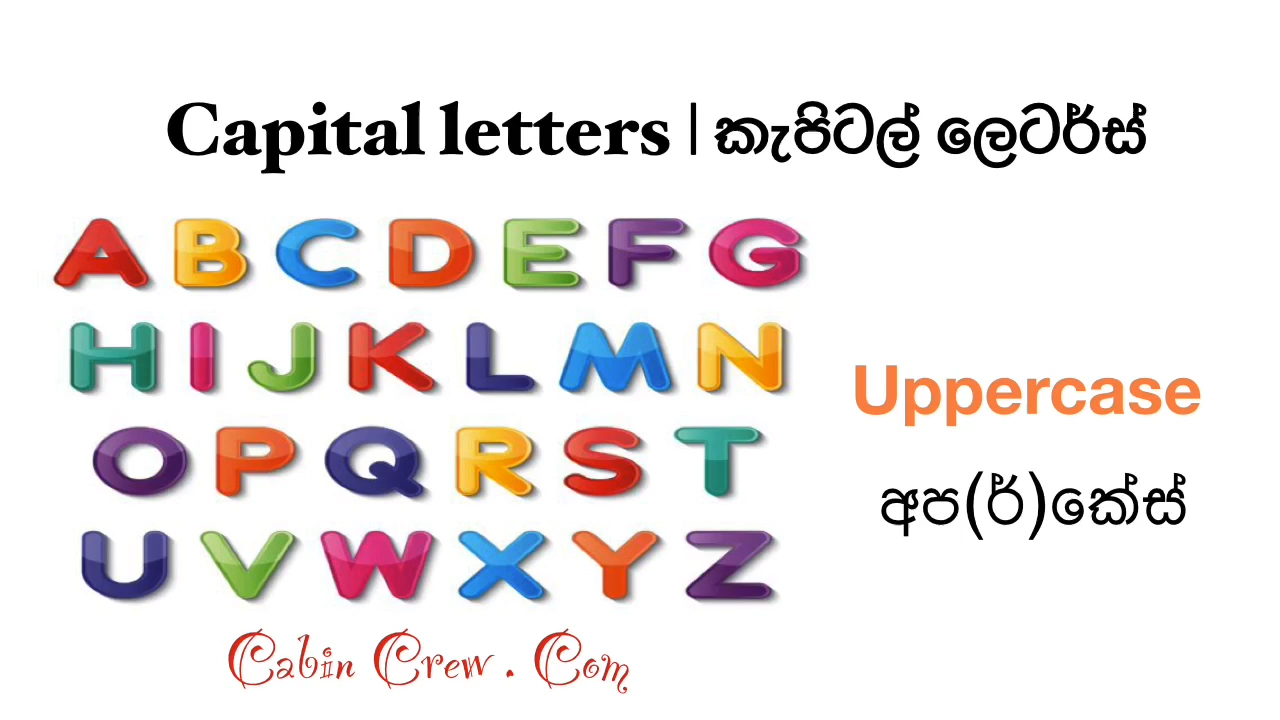 Capital letters | කැපිටල් ලෙටර්ස්
A B C D E F G
H I J K L M N
O P Q R S T
U V W X Y Z
Uppercase
අප(ර්)කේස්
Cabin Crew . Com